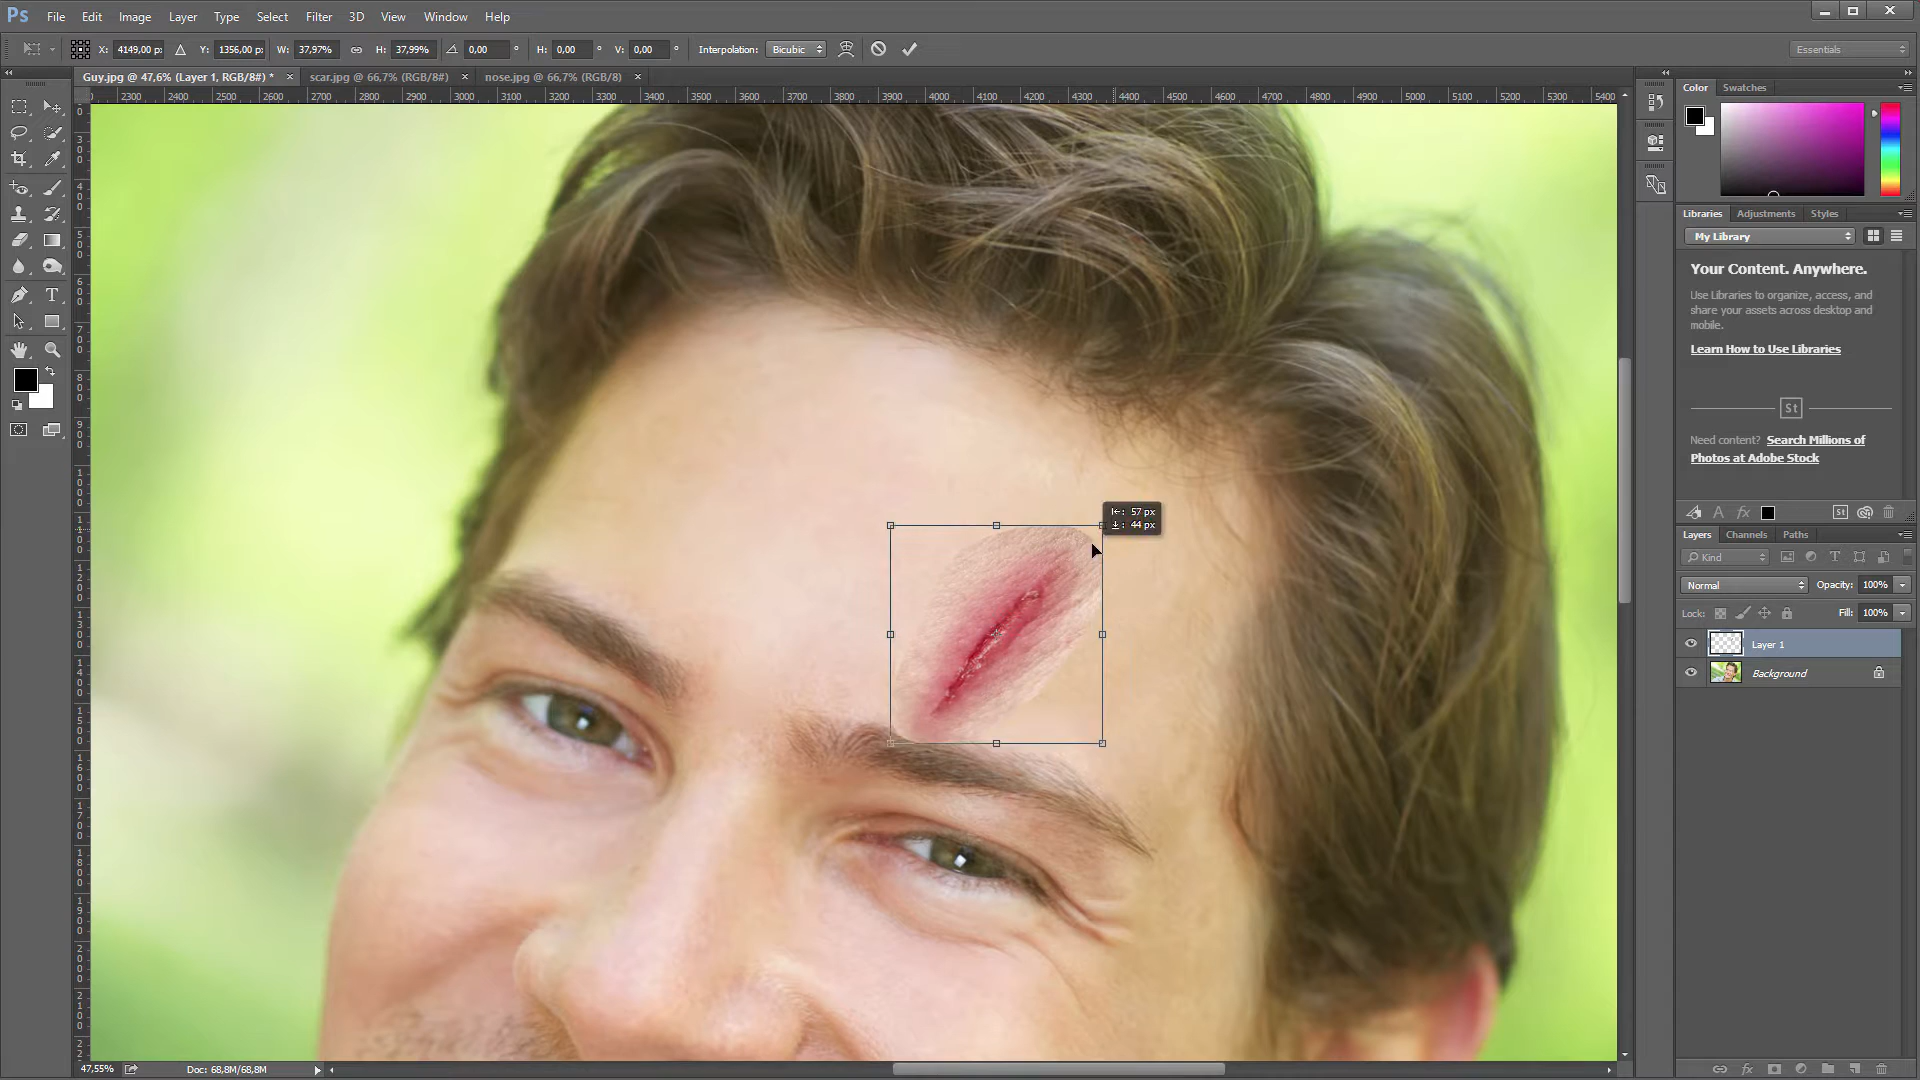 Ps File Edit Image Layer Type Select Filter 3D View Window Help
X: 4149,00 px Y: 1356,00 px W: 37,97% H: 37,99% 0,00 ° H: 0,00 ° V: 0,00 ° Interpolation: Bicubic Essentials
Guy.jpg @ 47,6% (Layer 1, RGB/8#) * × scar.jpg @ 66,7% (RGB/8#) × nose.jpg @ 66,7% (RGB/8) ×
2300 2400 2500 2600 2700 2800 2900 3000 3100 3200 3300 3400 3500 3600 3700 3800 3900 4000 4100 4200 4300 4400 4500 4600 4700 4800 4900 5000 5100 5200 5300 5400
Color Swatches
Libraries Adjustments Styles
My Library
Your Content. Anywhere.
Use Libraries to organize, access, and
share your assets across desktop and
mobile.
Learn How to Use Libraries
St
Need content? Search Millions of
Photos at Adobe Stock
57 px
44 px
A fx St
Layers Channels Paths
Kind T
Normal Opacity: 100%
Lock: Fill: 100%
Layer 1
Background
47,55% Doc: 68,8M/68,8M
fx